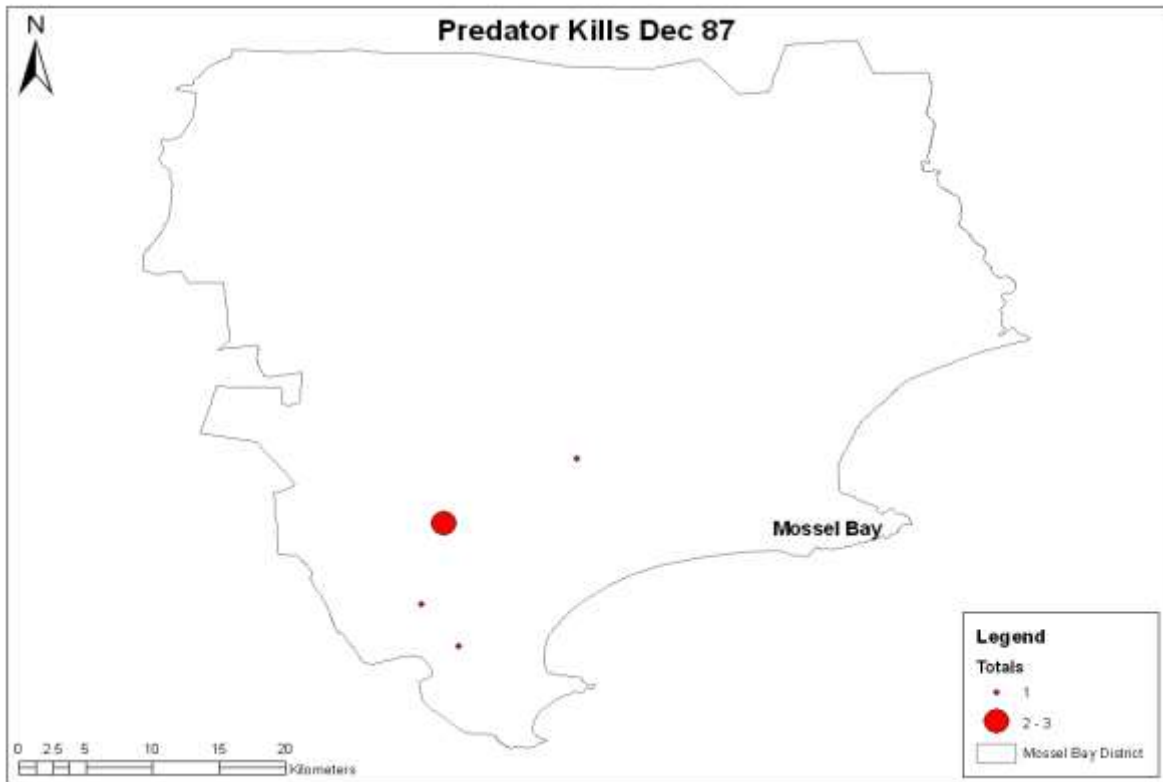 Predator Kills Dec 87
N
Mossel Bay
Legend
Totals
1
2 - 3
Mossel Bay District
0 2.5 5 10 15 20
Kilometers